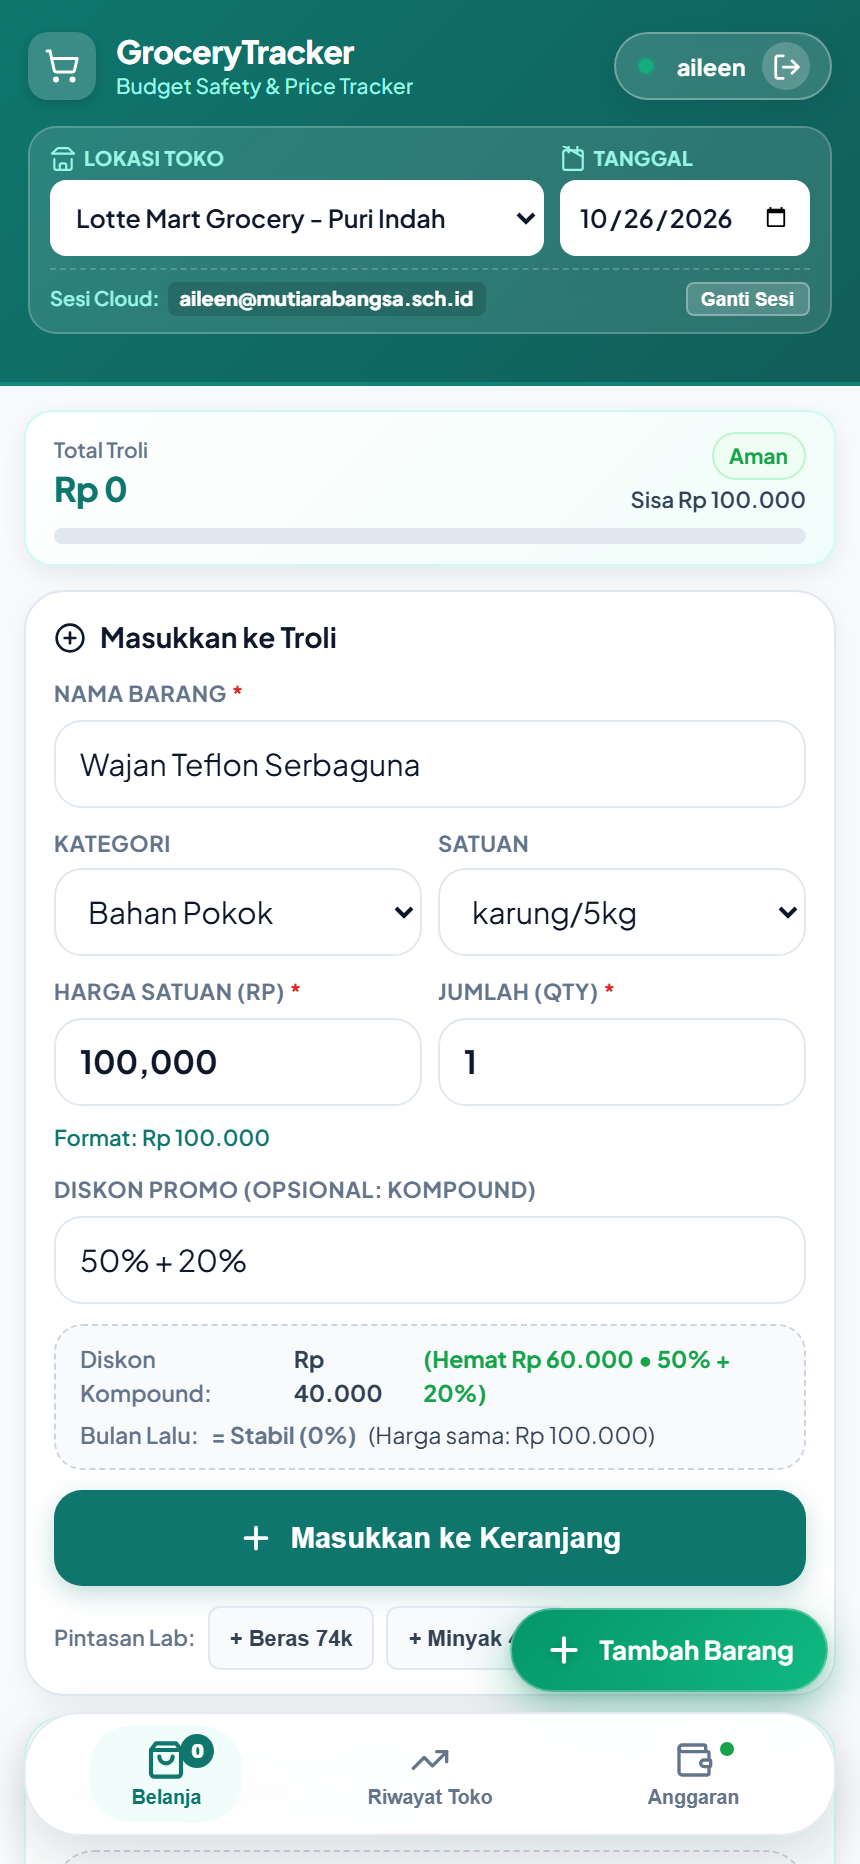 GroceryTracker
Budget Safety & Price Tracker
aileen
LOKASI TOKO
TANGGAL
Lotte Mart Grocery - Puri Indah
10/26/2026
Sesi Cloud: aileen@mutiarabangsa.sch.id
Ganti Sesi
Total Troli
Rp 0
Aman
Sisa Rp 100.000
Masukkan ke Troli
NAMA BARANG *
Wajan Teflon Serbaguna
KATEGORI
SATUAN
Bahan Pokok
karung/5kg
HARGA SATUAN (RP) *
JUMLAH (QTY) *
100,000
1
Format: Rp 100.000
DISKON PROMO (OPSIONAL: KOMPOUND)
50% + 20%
Diskon Kompound:
Rp 40.000
(Hemat Rp 60.000 • 50% + 20%)
Bulan Lalu: = Stabil (0%) (Harga sama: Rp 100.000)
+ Masukkan ke Keranjang
Pintasan Lab:
+ Beras 74k
+ Minyak
+ Tambah Barang
0
Belanja
Riwayat Toko
Anggaran